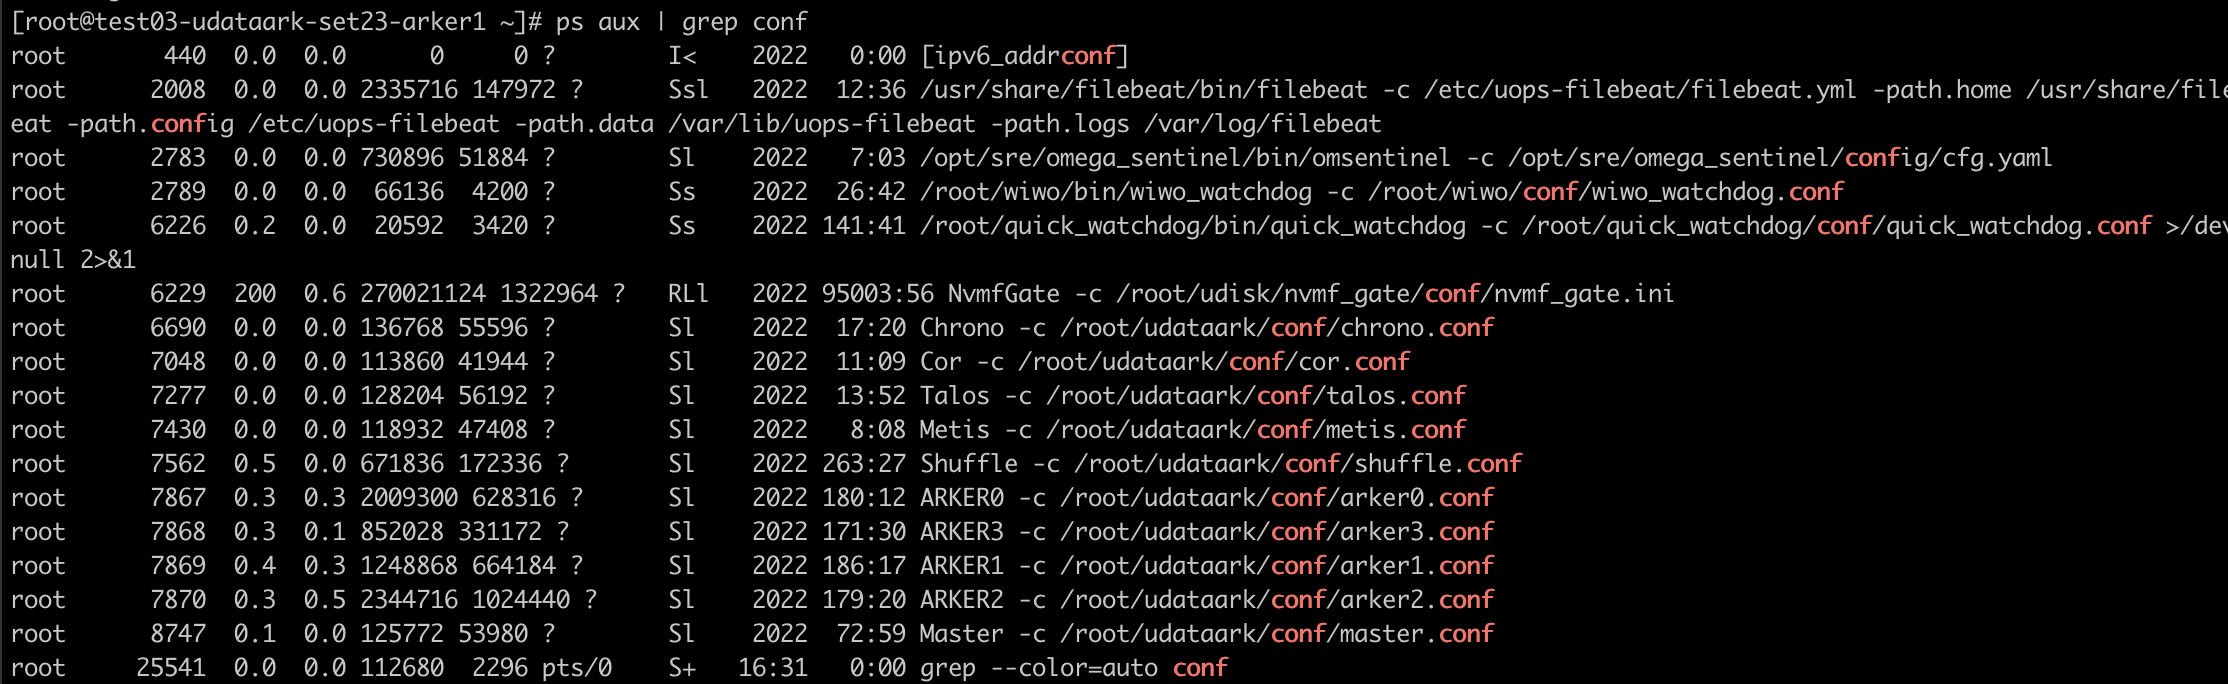 [root@test03-udataark-set23-arker1 ~]# ps aux | grep conf
root       440  0.0  0.0      0     0 ?        I<    2022   0:00 [ipv6_addrconf]
root      2008  0.0  0.0 2335716 147972 ?      Ssl   2022  12:36 /usr/share/filebeat/bin/filebeat -c /etc/uops-filebeat/filebeat.yml -path.home /usr/share/file
eat -path.config /etc/uops-filebeat -path.data /var/lib/uops-filebeat -path.logs /var/log/filebeat
root      2783  0.0  0.0 730896 51884 ?        Sl    2022   7:03 /opt/sre/omega_sentinel/bin/omsentinel -c /opt/sre/omega_sentinel/config/cfg.yaml
root      2789  0.0  0.0  66136  4200 ?        Ss    2022  26:42 /root/wiwo/bin/wiwo_watchdog -c /root/wiwo/conf/wiwo_watchdog.conf
root      6226  0.2  0.0  20592  3420 ?        Ss    2022 141:41 /root/quick_watchdog/bin/quick_watchdog -c /root/quick_watchdog/conf/quick_watchdog.conf >/dev
null 2>&1
root      6229  200  0.6 270021124 1322964 ?   RLl   2022 95003:56 NvmfGate -c /root/udisk/nvmf_gate/conf/nvmf_gate.ini
root      6690  0.0  0.0 136768 55596 ?        Sl    2022  17:20 Chrono -c /root/udataark/conf/chrono.conf
root      7048  0.0  0.0 113860 41944 ?        Sl    2022  11:09 Cor -c /root/udataark/conf/cor.conf
root      7277  0.0  0.0 128204 56192 ?        Sl    2022  13:52 Talos -c /root/udataark/conf/talos.conf
root      7430  0.0  0.0 118932 47408 ?        Sl    2022   8:08 Metis -c /root/udataark/conf/metis.conf
root      7562  0.5  0.0 671836 172336 ?       Sl    2022 263:27 Shuffle -c /root/udataark/conf/shuffle.conf
root      7867  0.3  0.3 2009300 628316 ?      Sl    2022 180:12 ARKER0 -c /root/udataark/conf/arker0.conf
root      7868  0.3  0.1 852028 331172 ?       Sl    2022 171:30 ARKER3 -c /root/udataark/conf/arker3.conf
root      7869  0.4  0.3 1248868 664184 ?      Sl    2022 186:17 ARKER1 -c /root/udataark/conf/arker1.conf
root      7870  0.3  0.5 2344716 1024440 ?     Sl    2022 179:20 ARKER2 -c /root/udataark/conf/arker2.conf
root      8747  0.1  0.0 125772 53980 ?        Sl    2022  72:59 Master -c /root/udataark/conf/master.conf
root     25541  0.0  0.0 112680  2296 pts/0    S+   16:31   0:00 grep --color=auto conf